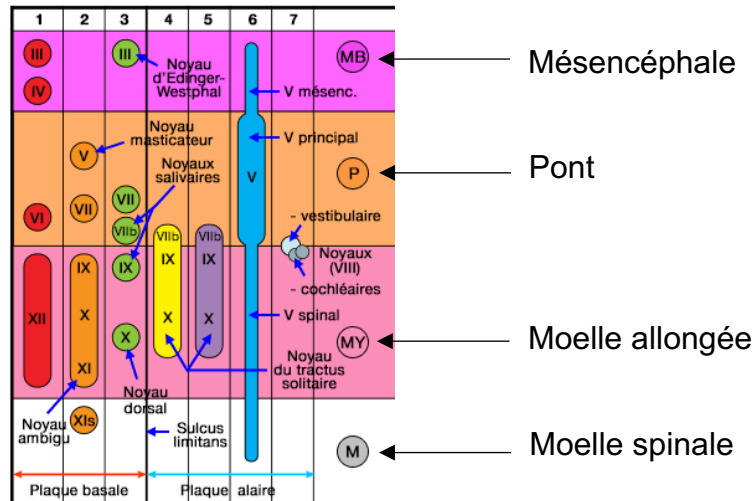 1 2 3 4 5 6 7
III
III
Noyau
d'Edinger-
Westphal
MB
Mésencéphale
IV
V mésenc.
Noyau
masticateur
V principal
V
Noyaux
salivaires
V
P
Pont
VI
VII
VII
VIIb
- vestibulaire
VIIb
VIIb
IX
IX
IX
IX
Noyaux
(VIII)
- cochléaires
XII
X
X
X
X
V spinal
MY
Moelle allongée
XI
Noyau
dorsal
Noyau
du tractus
solitaire
Noyau
ambigu
XIs
Sulcus
limitans
M
Moelle spinale
Plaque basale
Plaque alaire